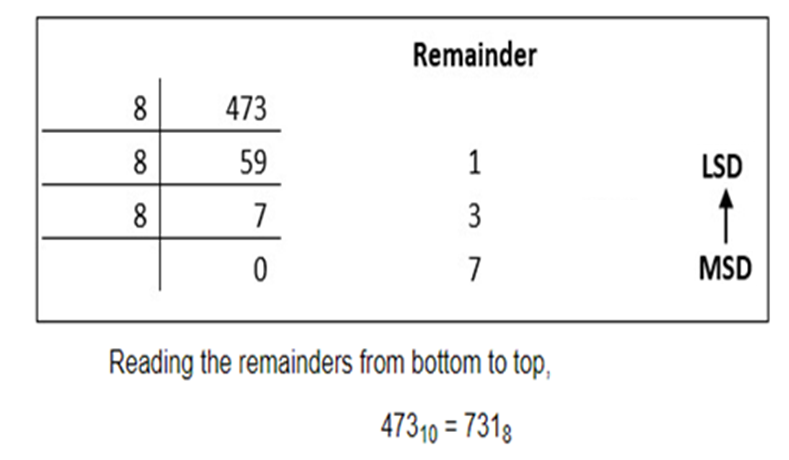 Remainder
8 473
8 59 1 LSD
8 7 3
0 7 MSD
Reading the remainders from bottom to top,
473₁₀ = 731₈